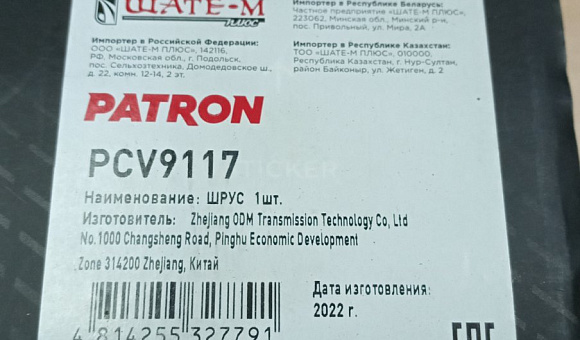 ШАТЕ-М
ПЛЮС
Импортер в Российской Федерации:
ООО «ШАТЕ-М ПЛЮС», 142116,
РФ, Московская обл., г. Подольск,
пос. Сельхозтехника, Домодедовское ш.,
д. 22, комн. 12-14, 2 эт.
Импортер в Республике Беларусь:
Частное предприятие «ШАТЕ-М ПЛЮС»,
223062, Минская обл., Минский р-н,
пос. Привольный, ул. Мира, 2А
Импортер в Республике Казахстан:
ТОО «ШАТЕ-М ПЛЮС», 010000,
Республика Казахстан, г. Нур-Султан,
район Байконыр, ул. Жетиген, д. 2
PATRON
PCV9117
Наименование: ШРУС 1шт.
Изготовитель: Zhejiang ODM Transmission Technology Co, Ltd
No.1000 Changsheng Road, Pinghu Economic Development
Zone 314200 Zhejiang, Китай
Дата изготовления:
2022 г.
4 814255 327791